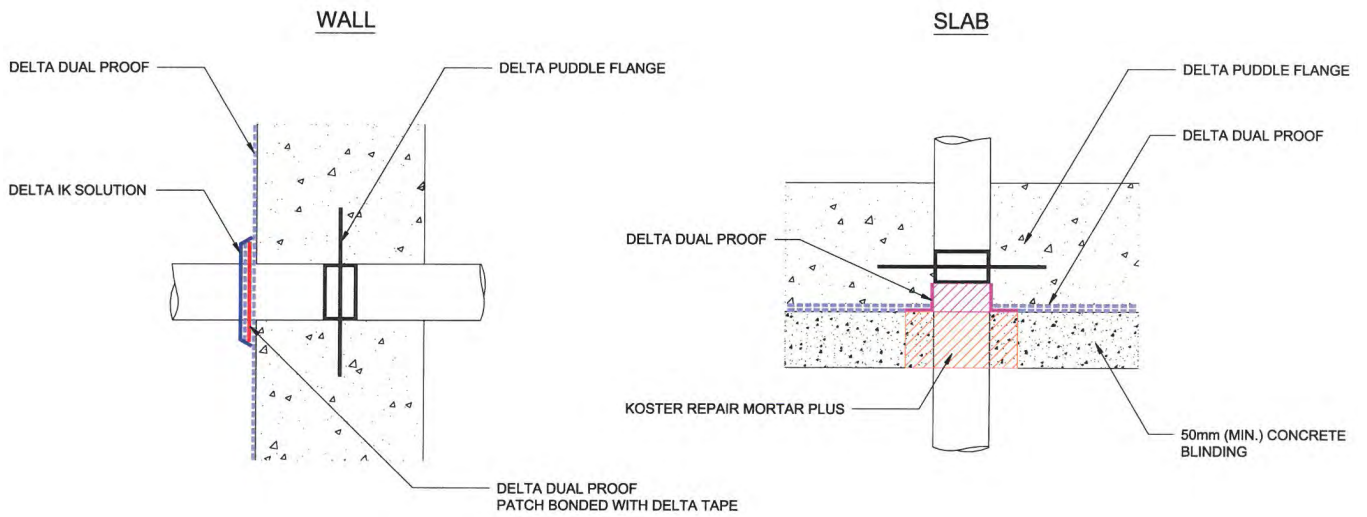 WALL
DELTA DUAL PROOF
DELTA PUDDLE FLANGE
DELTA IK SOLUTION
DELTA DUAL PROOF
PATCH BONDED WITH DELTA TAPE
SLAB
DELTA PUDDLE FLANGE
DELTA DUAL PROOF
DELTA DUAL PROOF
KOSTER REPAIR MORTAR PLUS
50mm (MIN.) CONCRETE
BLINDING